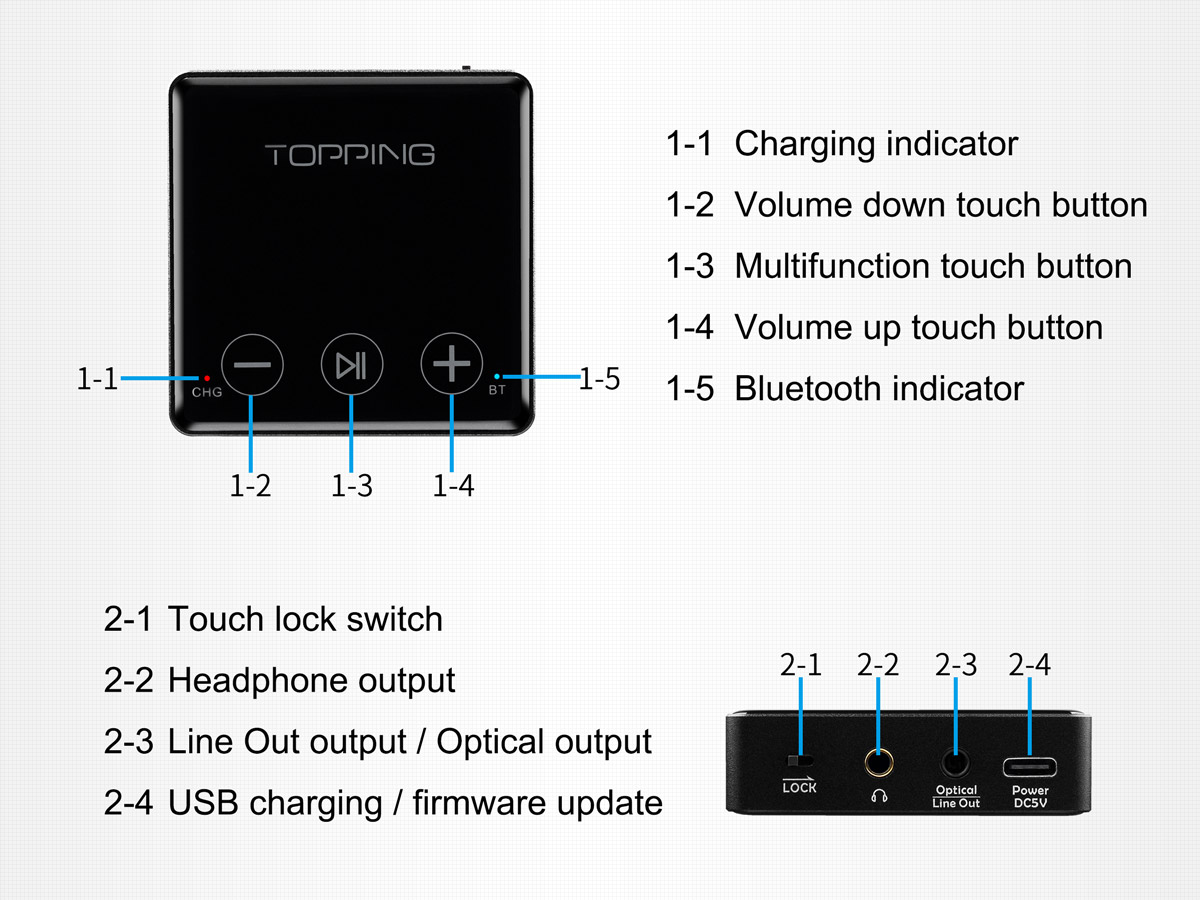 TOPPING
CHG
BT
1-1
1-5
1-2 1-3 1-4
1-1 Charging indicator
1-2 Volume down touch button
1-3 Multifunction touch button
1-4 Volume up touch button
1-5 Bluetooth indicator
2-1 Touch lock switch
2-2 Headphone output
2-3 Line Out output / Optical output
2-4 USB charging / firmware update
2-1 2-2 2-3 2-4
LOCK
Optical
Line Out
Power
DC5V